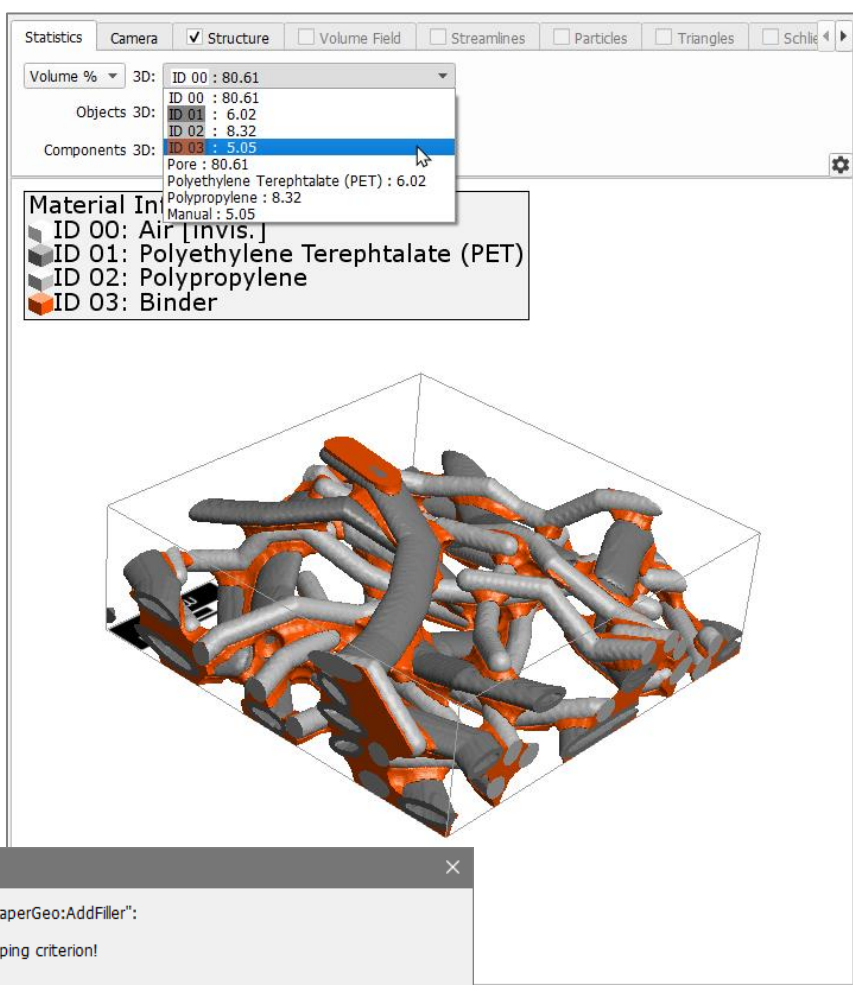 Statistics Camera Structure Volume Field Streamlines Particles Triangles Schlie
Volume % 3D: ID 00 : 80.61
ID 00 : 80.61
Objects 3D: ID 01 : 6.02
ID 02 : 8.32
Components 3D: ID 03 : 5.05
Pore : 80.61
Polyethylene Terephtalate (PET) : 6.02
Polypropylene : 8.32
Manual : 5.05
Material Inf
ID 00: Air [invis.]
ID 01: Polyethylene Terephtalate (PET)
ID 02: Polypropylene
ID 03: Binder
aperGeo:AddFiller":
ping criterion!